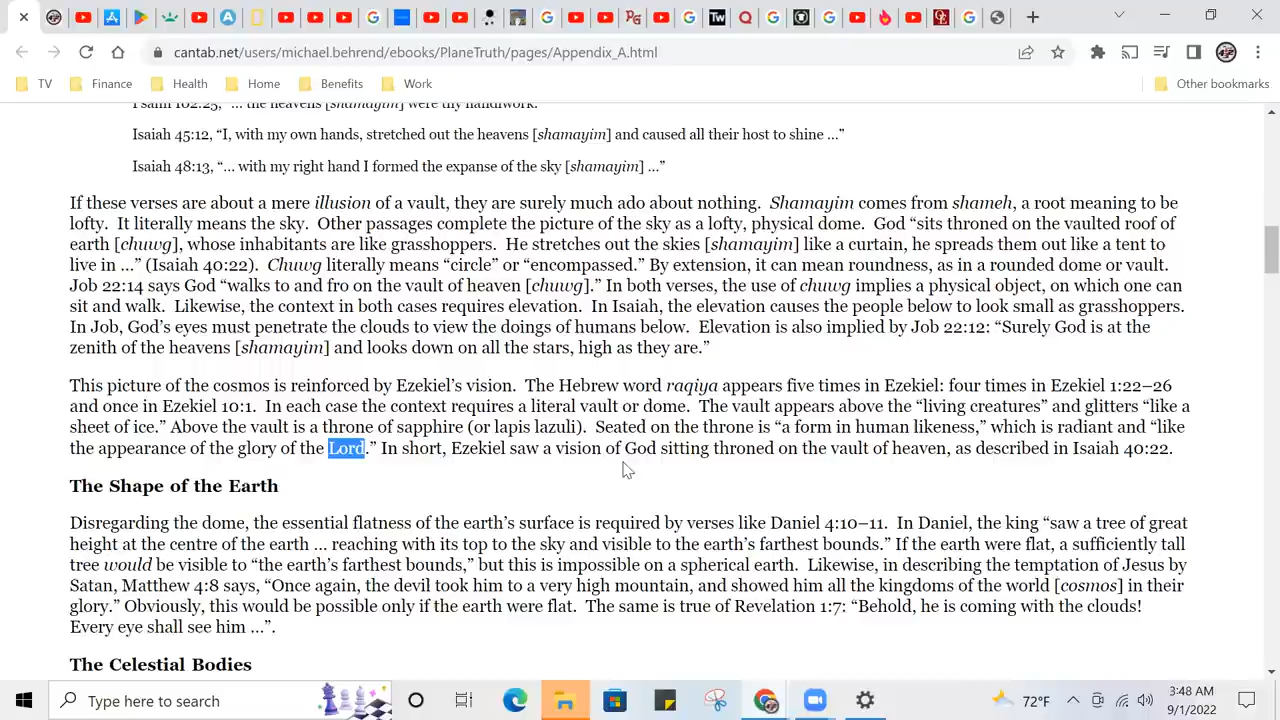 cantab.net/users/michael.behrend/ebooks/PlaneTruth/pages/Appendix_A.html
TV Finance Health Home Benefits Work Other bookmarks
Psalm 102:25, “… the heavens [shamayim] were thy handiwork.”
Isaiah 45:12, “I, with my own hands, stretched out the heavens [shamayim] and caused all their host to shine …”
Isaiah 48:13, “… with my right hand I formed the expanse of the sky [shamayim] …”
If these verses are about a mere illusion of a vault, they are surely much ado about nothing. Shamayim comes from shameh, a root meaning to be
lofty. It literally means the sky. Other passages complete the picture of the sky as a lofty, physical dome. God “sits throned on the vaulted roof of
earth [chuwg], whose inhabitants are like grasshoppers. He stretches out the skies [shamayim] like a curtain, he spreads them out like a tent to
live in …” (Isaiah 40:22). Chuwg literally means “circle” or “encompassed.” By extension, it can mean roundness, as in a rounded dome or vault.
Job 22:14 says God “walks to and fro on the vault of heaven [chuwg].” In both verses, the use of chuwg implies a physical object, on which one can
sit and walk. Likewise, the context in both cases requires elevation. In Isaiah, the elevation causes the people below to look small as grasshoppers.
In Job, God’s eyes must penetrate the clouds to view the doings of humans below. Elevation is also implied by Job 22:12: “Surely God is at the
zenith of the heavens [shamayim] and looks down on all the stars, high as they are.”
This picture of the cosmos is reinforced by Ezekiel’s vision. The Hebrew word raqiya appears five times in Ezekiel: four times in Ezekiel 1:22–26
and once in Ezekiel 10:1. In each case the context requires a literal vault or dome. The vault appears above the “living creatures” and glitters “like a
sheet of ice.” Above the vault is a throne of sapphire (or lapis lazuli). Seated on the throne is “a form in human likeness,” which is radiant and “like
the appearance of the glory of the Lord.” In short, Ezekiel saw a vision of God sitting throned on the vault of heaven, as described in Isaiah 40:22.
The Shape of the Earth
Disregarding the dome, the essential flatness of the earth’s surface is required by verses like Daniel 4:10–11. In Daniel, the king “saw a tree of great
height at the centre of the earth … reaching with its top to the sky and visible to the earth’s farthest bounds.” If the earth were flat, a sufficiently tall
tree would be visible to “the earth’s farthest bounds,” but this is impossible on a spherical earth. Likewise, in describing the temptation of Jesus by
Satan, Matthew 4:8 says, “Once again, the devil took him to a very high mountain, and showed him all the kingdoms of the world [cosmos] in their
glory.” Obviously, this would be possible only if the earth were flat. The same is true of Revelation 1:7: “Behold, he is coming with the clouds!
Every eye shall see him …”.
The Celestial Bodies
Type here to search
72°F
3:48 AM
9/1/2022